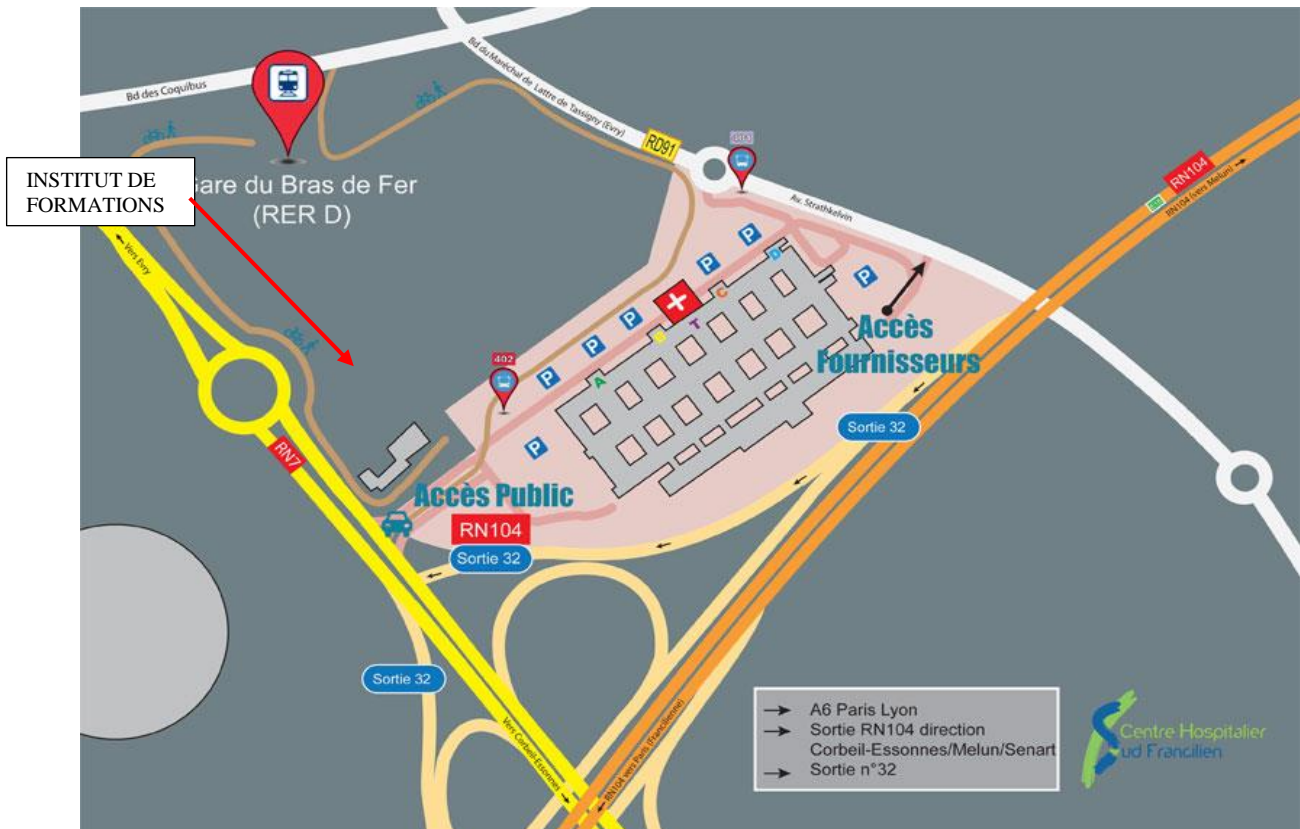 Bd des Coquibus
Bd du Maréchal de Lattre de Tassigny (Evry)
RD91
INSTITUT DE
FORMATIONS
Gare du Bras de Fer
(RER D)
Av. Strathkelvin
RN104
RN104 (vers Melun)
Vers Evry
P
P
P
P
P
P
P
P
D
C
T
B
A
402
Accès
Fournisseurs
Sortie 32
RN7
Accès Public
RN104
Sortie 32
Sortie 32
Vers Corbeil-Essonnes
RN104 vers Paris (Francilienne)
A6 Paris Lyon
Sortie RN104 direction
Corbeil-Essonnes/Melun/Senart
Sortie n°32
Centre Hospitalier
Sud Francilien